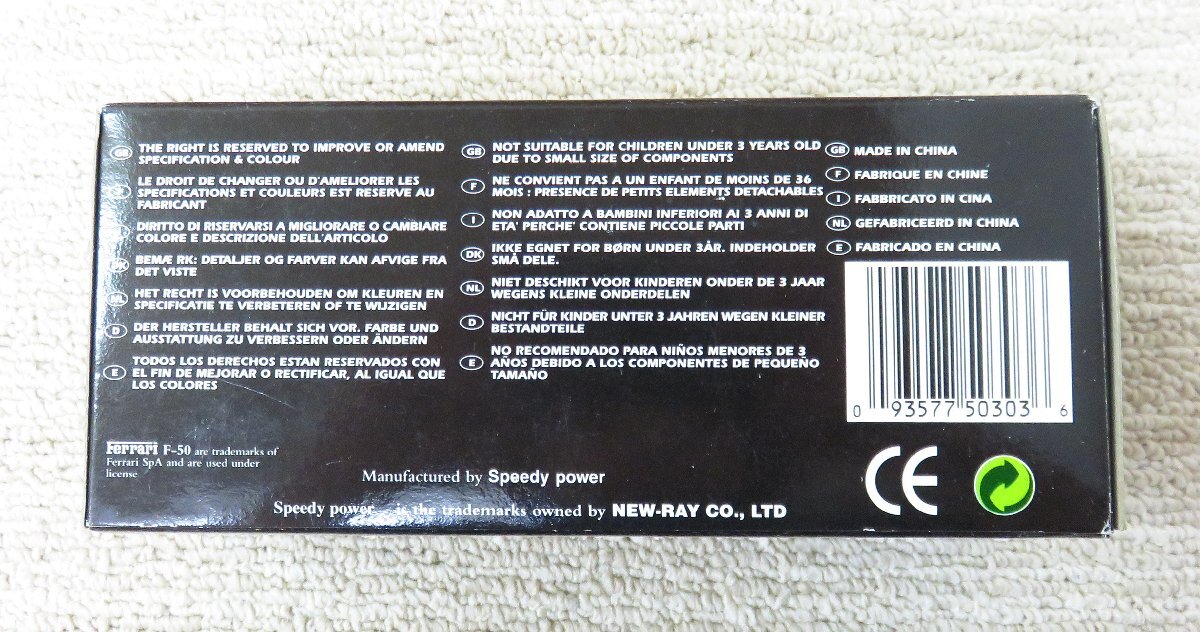 GB THE RIGHT IS RESERVED TO IMPROVE OR AMEND
SPECIFICATION & COLOUR
LE DROIT DE CHANGER OU D'AMELIORER LES
SPECIFICATIONS ET COULEURS EST RESERVE AU
FABRICANT
DIRITTO DI RISERVARSI A MIGLIORARE O CAMBIARE
COLORE E DESCRIZIONE DELL'ARTICOLO
DK BEMÆ RK: DETALJER OG FARVER KAN AFVIGE FRA
DET VISTE
NL HET RECHT IS VOORBEHOUDEN OM KLEUREN EN
SPECIFICATIE TE VERBETEREN OF TE WIJZIGEN
D DER HERSTELLER BEHALT SICH VOR. FARBE UND
AUSSTATTUNG ZU VERBESSERN ODER ÄNDERN
E TODOS LOS DERECHOS ESTAN RESERVADOS CON
EL FIN DE MEJORAR O RECTIFICAR, AL IGUAL QUE
LOS COLORES
GB NOT SUITABLE FOR CHILDREN UNDER 3 YEARS OLD
DUE TO SMALL SIZE OF COMPONENTS
F NE CONVIENT PAS A UN ENFANT DE MOINS DE 36
MOIS : PRESENCE DE PETITS ELEMENTS DETACHABLES
I NON ADATTO A BAMBINI INFERIORI AI 3 ANNI DI
ETA' PERCHE' CONTIENE PICCOLE PARTI
DK IKKE EGNET FOR BØRN UNDER 3ÅR. INDEHOLDER
SMÅ DELE.
NL NIET DESCHIKT VOOR KINDEREN ONDER DE 3 JAAR
WEGENS KLEINE ONDERDELEN
D NICHT FÜR KINDER UNTER 3 JAHREN WEGEN KLEINER
BESTANDTEILE
E NO RECOMENDADO PARA NIÑOS MENORES DE 3
AÑOS DEBIDO A LOS COMPONENTES DE PEQUEÑO
TAMAÑO
GB MADE IN CHINA
F FABRIQUE EN CHINE
I FABBRICATO IN CINA
NL GEFABRICEERD IN CHINA
E FABRICADO EN CHINA
0 93577 50303 6
Ferrari F-50 are trademarks of
Ferrari SpA and are used under
license
Manufactured by Speedy power
Speedy power is the trademarks owned by NEW-RAY CO., LTD
CE